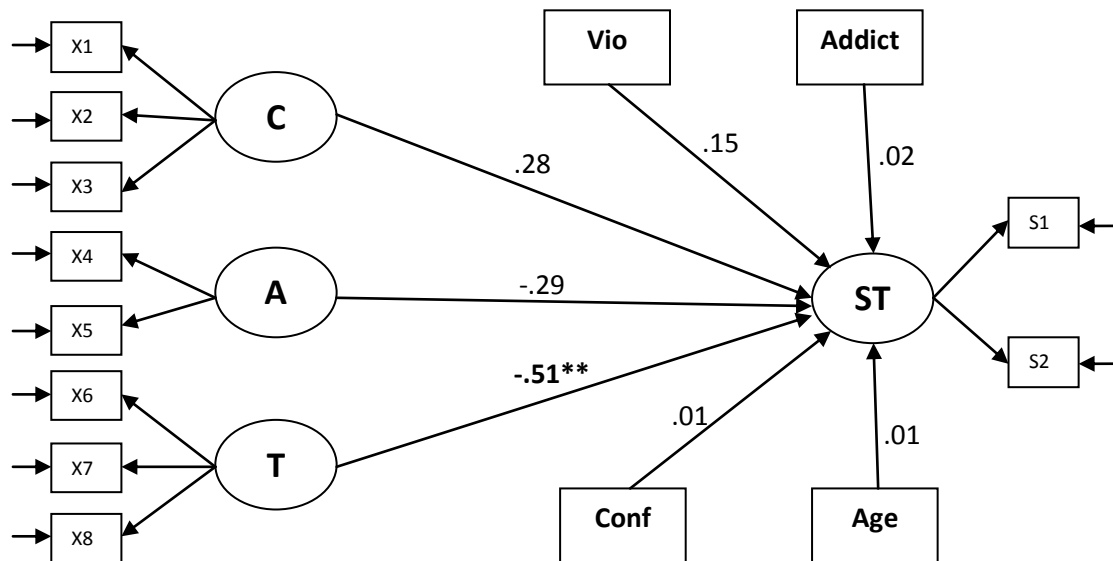 X1
X2
X3
X4
X5
X6
X7
X8
C
A
T
Vio
Addict
.15
.02
.28
-.29
-.51**
.01
.01
ST
S1
S2
Conf
Age